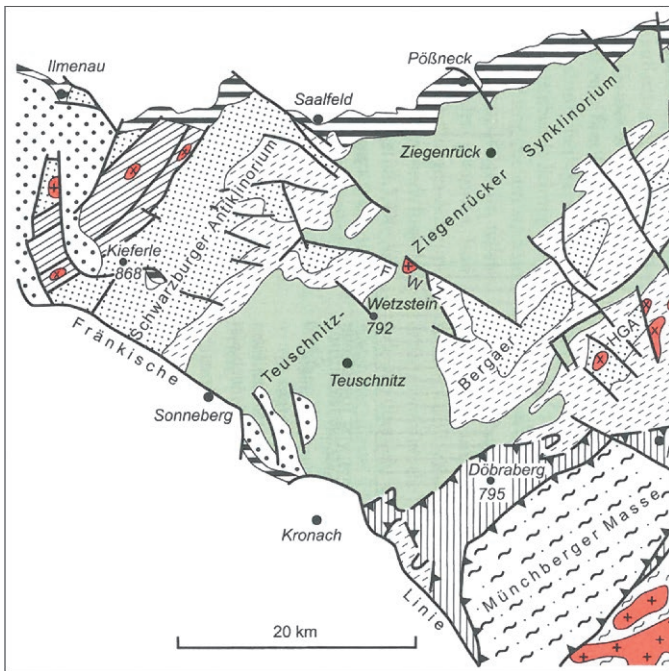 Ilmenau
Pößneck
Saalfeld
Ziegenrück
Ziegenrücker Synklinorium
Schwarzburger Antiklinorium
Kieferle
868
F W
Wetzstein
792
Teuschnitz-
Teuschnitz
Bergaer
HGA
Fränkische
Sonneberg
Döbraberg
795
Kronach
Münchberger Masse
Linie
20 km